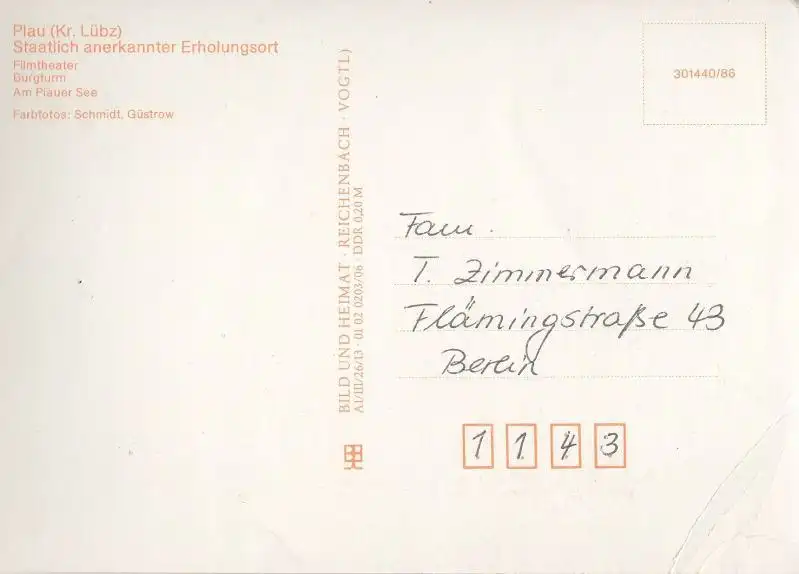 Plau (Kr. Lübz)
Staatlich anerkannter Erholungsort
Filmtheater
Burgturm
Am Plauer See
Farbfotos: Schmidt, Güstrow
BILD UND HEIMAT · REICHENBACH · VOGTL)
A1/III/26/13 · 01 02 0203/06 · DDR 0,20 M
301440/86
Fam.
T. Zimmermann
Flämingstraße 43
Berlin
1 1 4 3